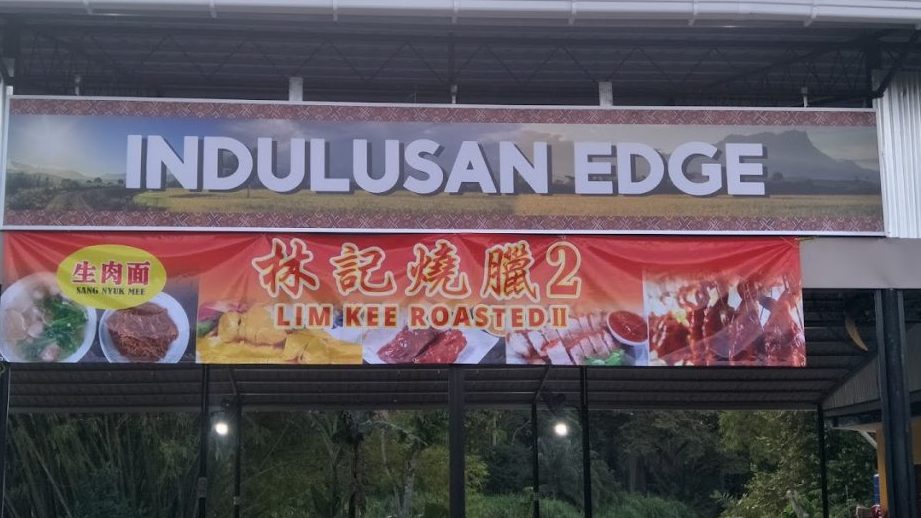 INDULUSAN EDGE
生肉面
SANG NYUK MEE
林記燒臘2
LIM KEE ROASTED II